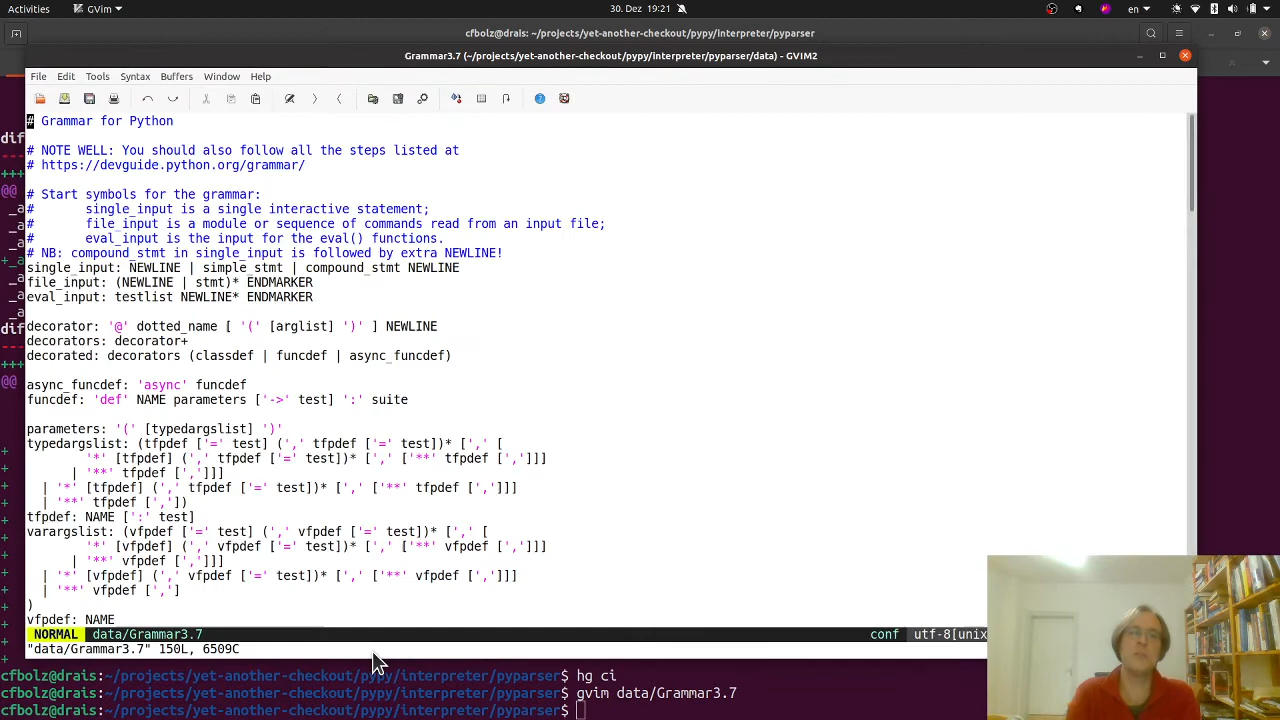 Activities GVim 30. Dez 19:21 en
cfbolz@drais: ~/projects/yet-another-checkout/pypy/interpreter/pyparser
Grammar3.7 (~/projects/yet-another-checkout/pypy/interpreter/pyparser/data) - GVIM2
File Edit Tools Syntax Buffers Window Help
# Grammar for Python
# NOTE WELL: You should also follow all the steps listed at
# https://devguide.python.org/grammar/
# Start symbols for the grammar:
#       single_input is a single interactive statement;
#       file_input is a module or sequence of commands read from an input file;
#       eval_input is the input for the eval() functions.
# NB: compound_stmt in single_input is followed by extra NEWLINE!
single_input: NEWLINE | simple_stmt | compound_stmt NEWLINE
file_input: (NEWLINE | stmt)* ENDMARKER
eval_input: testlist NEWLINE* ENDMARKER
decorator: '@' dotted_name [ '(' [arglist] ')' ] NEWLINE
decorators: decorator+
decorated: decorators (classdef | funcdef | async_funcdef)
async_funcdef: 'async' funcdef
funcdef: 'def' NAME parameters ['->' test] ':' suite
parameters: '(' [typedargslist] ')'
typedargslist: (tfpdef ['=' test] (',' tfpdef ['=' test])* [',' [
        '*' [tfpdef] (',' tfpdef ['=' test])* [',' ['**' tfpdef [',']]]
      | '**' tfpdef [',']]]
  | '*' [tfpdef] (',' tfpdef ['=' test])* [',' ['**' tfpdef [',']]]
  | '**' tfpdef [','])
tfpdef: NAME [':' test]
varargslist: (vfpdef ['=' test] (',' vfpdef ['=' test])* [',' [
        '*' [vfpdef] (',' vfpdef ['=' test])* [',' ['**' vfpdef [',']]]
      | '**' vfpdef [',']]]
  | '*' [vfpdef] (',' vfpdef ['=' test])* [',' ['**' vfpdef [',']]]
  | '**' vfpdef [',']
)
vfpdef: NAME
NORMAL data/Grammar3.7 conf utf-8[unix
"data/Grammar3.7" 150L, 6509C
cfbolz@drais:~/projects/yet-another-checkout/pypy/interpreter/pyparser$ hg ci
cfbolz@drais:~/projects/yet-another-checkout/pypy/interpreter/pyparser$ gvim data/Grammar3.7
cfbolz@drais:~/projects/yet-another-checkout/pypy/interpreter/pyparser$